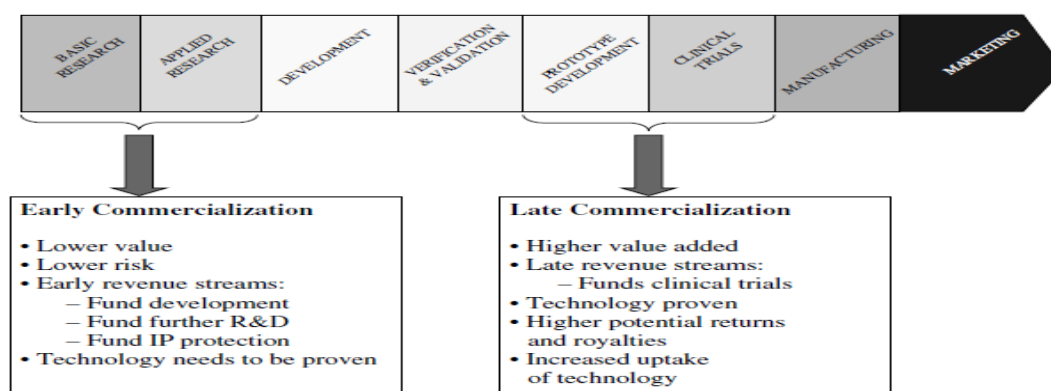 BASIC
RESEARCH
APPLIED
RESEARCH
DEVELOPMENT
VERIFICATION
& VALIDATION
PROTOTYPE
DEVELOPMENT
CLINICAL
TRIALS
MANUFACTURING
MARKETING
Early Commercialization
• Lower value
• Lower risk
• Early revenue streams:
– Fund development
– Fund further R&D
– Fund IP protection
• Technology needs to be proven
Late Commercialization
• Higher value added
• Late revenue streams:
– Funds clinical trials
• Technology proven
• Higher potential returns
and royalties
• Increased uptake
of technology